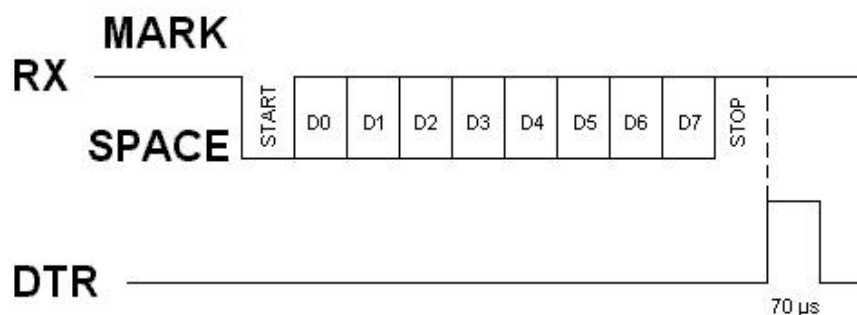 MARK
RX
START D0 D1 D2 D3 D4 D5 D6 D7 STOP
SPACE
DTR
70 µs